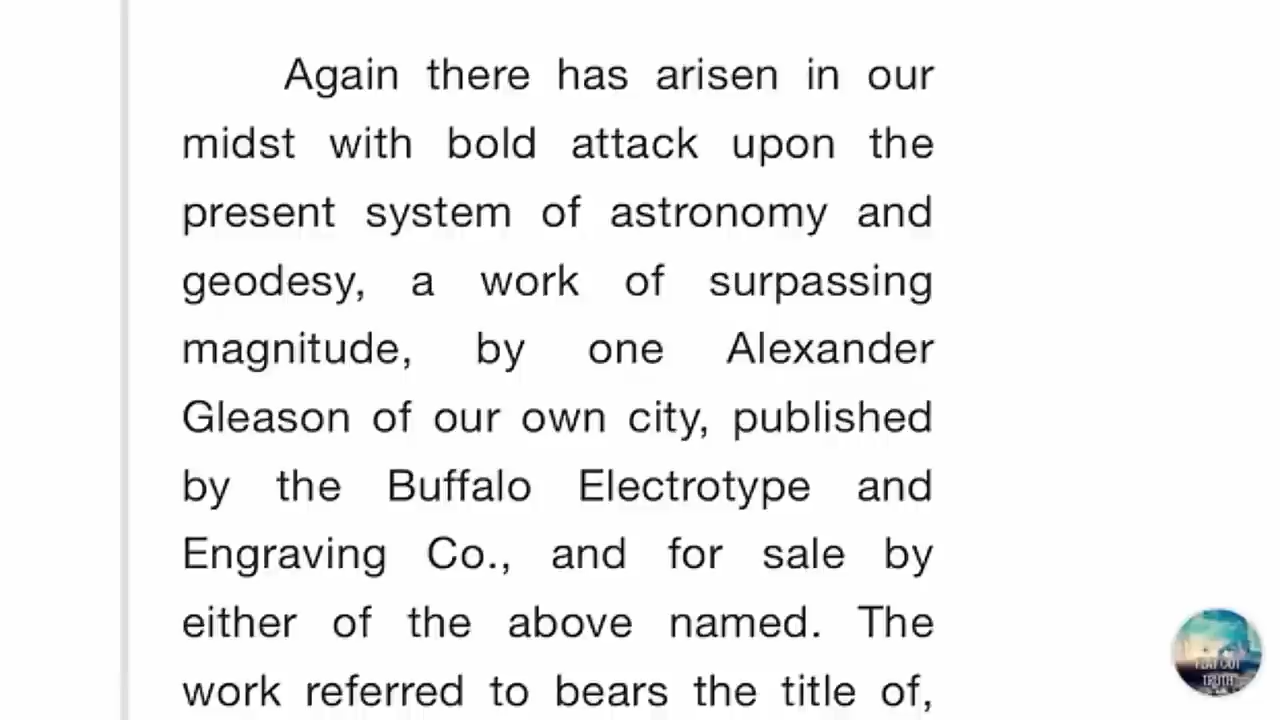 Again there has arisen in our
midst with bold attack upon the
present system of astronomy and
geodesy, a work of surpassing
magnitude, by one Alexander
Gleason of our own city, published
by the Buffalo Electrotype and
Engraving Co., and for sale by
either of the above named. The
work referred to bears the title of,
TRUTH